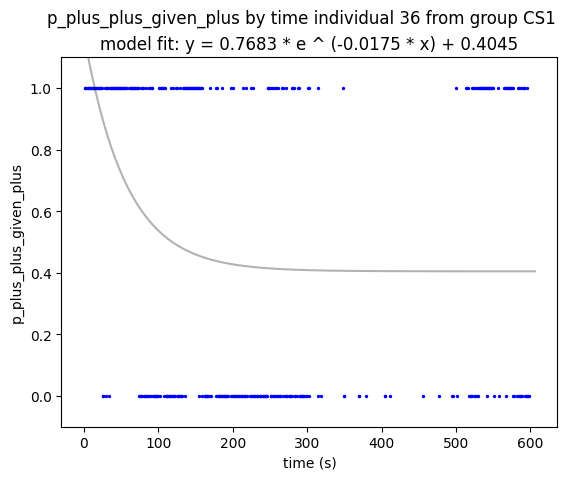 p_plus_plus_given_plus by time individual 36 from group CS1
model fit: y = 0.7683 * e ^ (-0.0175 * x) + 0.4045
p_plus_plus_given_plus
1.0
0.8
0.6
0.4
0.2
0.0
0 100 200 300 400 500 600
time (s)